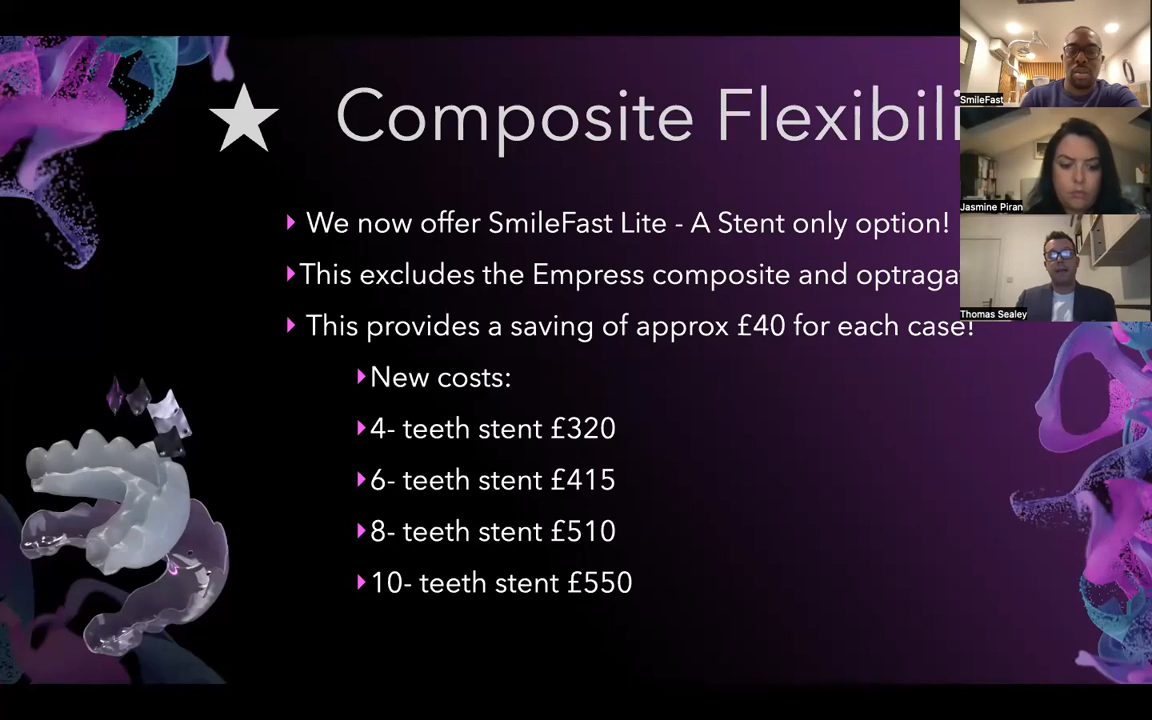 Composite
We now offer SmileFast Lite - A Stent only option!
This excludes the Empress composite and
This provides a saving of approx £40 for each case!
New costs:
4- teeth stent £320
6- teeth stent £415
8- teeth stent £510
10- teeth stent £550
SmileFast
Jasmine Piran
Thomas Sealey